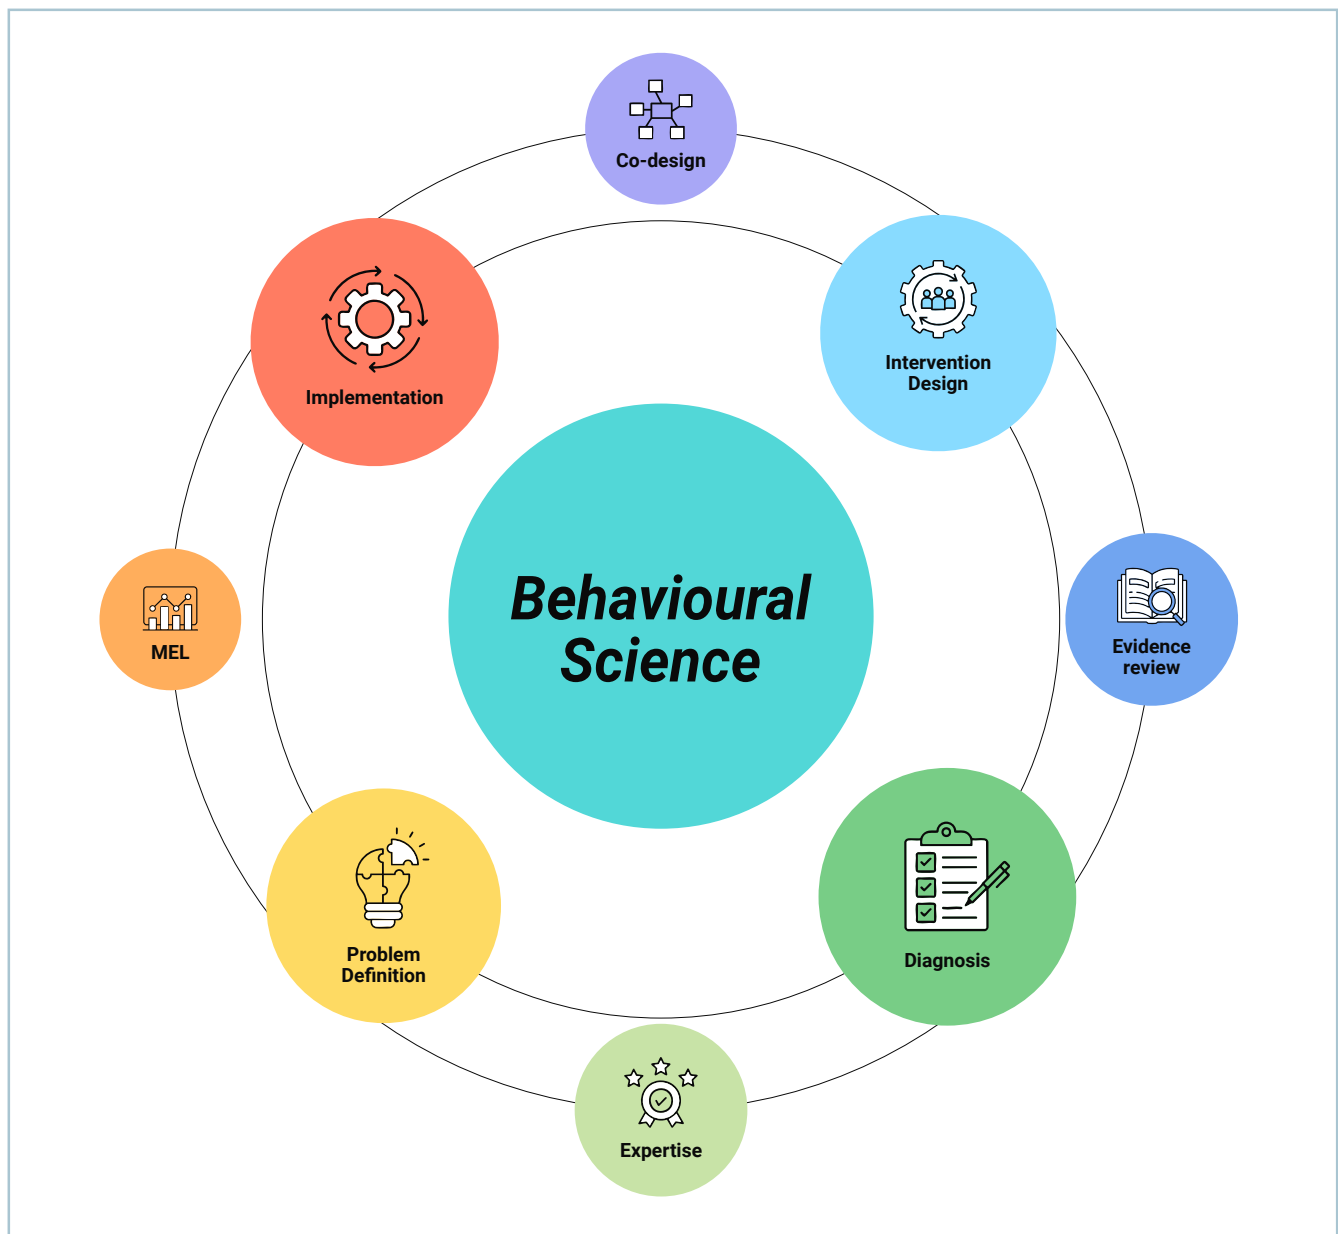 Co-design
Implementation
Intervention
Design
Behavioural
Science
MEL
Evidence
review
Problem
Definition
Diagnosis
Expertise